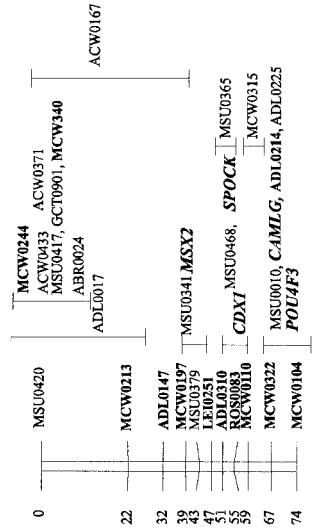 ACW0167
MCW0244
ACW0433 ACW0371
MSU0417, GCT0901, MCW340
ABR0024
ADL0017
MSU0365
MCW0315
MSU0341 MSX2
CDX1 MSU0468, SPOCK
MSU0010, CAMLG, ADL0214, ADL0225
POU4F3
0 MSU0420
22 MCW0213
32 ADL0147
39 MCW0197
43 MSU0379
47 LEI0251
51 ADL0310
55 ROS0083
59 MCW0110
67 MCW0322
74 MCW0104